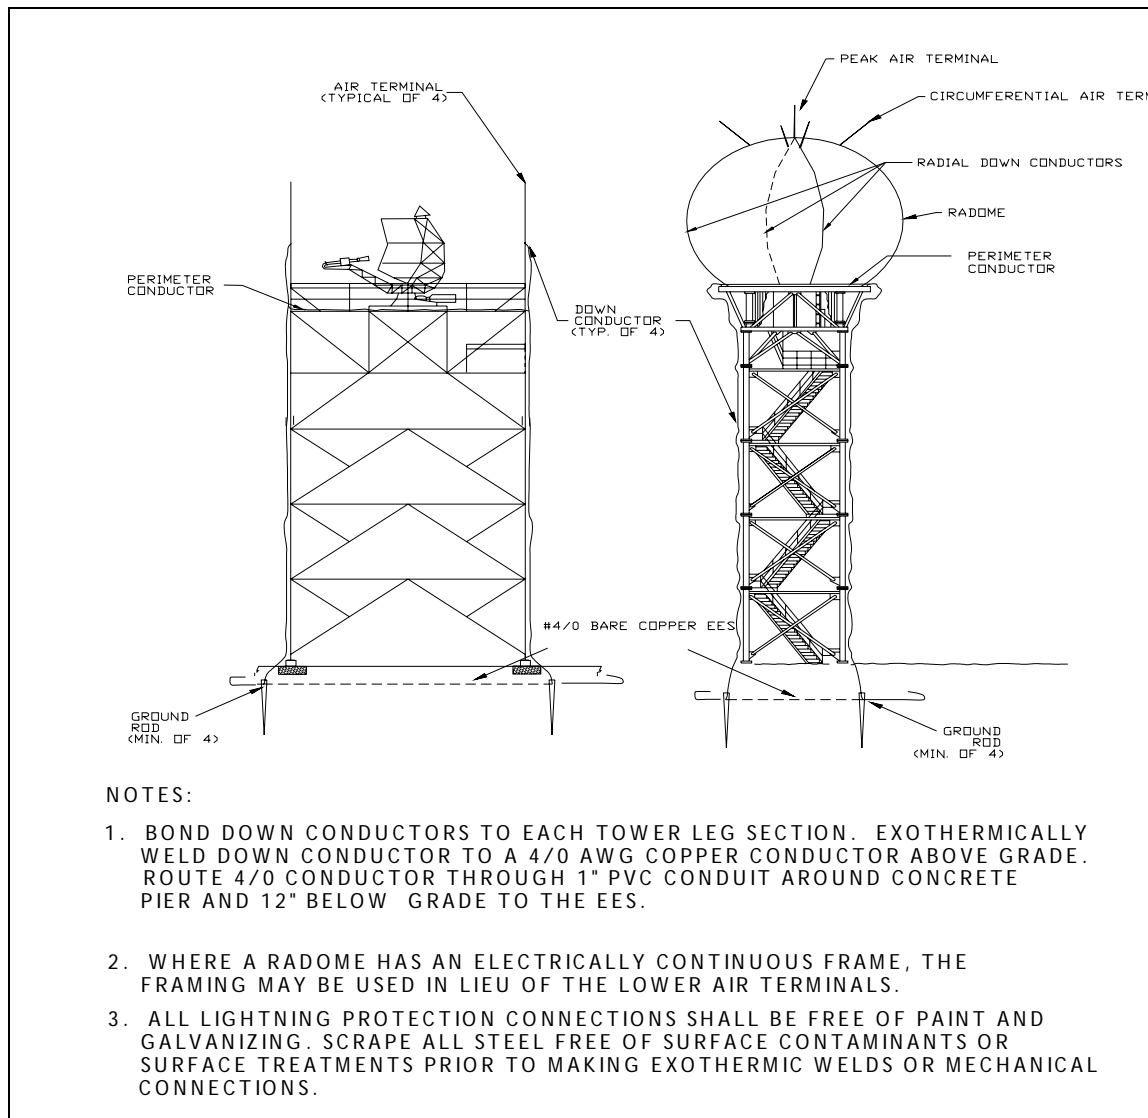 PEAK AIR TERMINAL
AIR TERMINAL
(TYPICAL OF 4)
CIRCUMFERENTIAL AIR TERM
RADIAL DOWN CONDUCTORS
RADOME
PERIMETER
CONDUCTOR
PERIMETER
CONDUCTOR
DOWN
CONDUCTOR
(TYP. OF 4)
#4/0 BARE COPPER EES
GROUND
ROD
(MIN. OF 4)
GROUND
ROD
(MIN. OF 4)
NOTES:
1. BOND DOWN CONDUCTORS TO EACH TOWER LEG SECTION. EXOTHERMICALLY
WELD DOWN CONDUCTOR TO A 4/0 AWG COPPER CONDUCTOR ABOVE GRADE.
ROUTE 4/0 CONDUCTOR THROUGH 1" PVC CONDUIT AROUND CONCRETE
PIER AND 12" BELOW GRADE TO THE EES.
2. WHERE A RADOME HAS AN ELECTRICALLY CONTINUOUS FRAME, THE
FRAMING MAY BE USED IN LIEU OF THE LOWER AIR TERMINALS.
3. ALL LIGHTNING PROTECTION CONNECTIONS SHALL BE FREE OF PAINT AND
GALVANIZING. SCRAPE ALL STEEL FREE OF SURFACE CONTAMINANTS OR
SURFACE TREATMENTS PRIOR TO MAKING EXOTHERMIC WELDS OR MECHANICAL
CONNECTIONS.